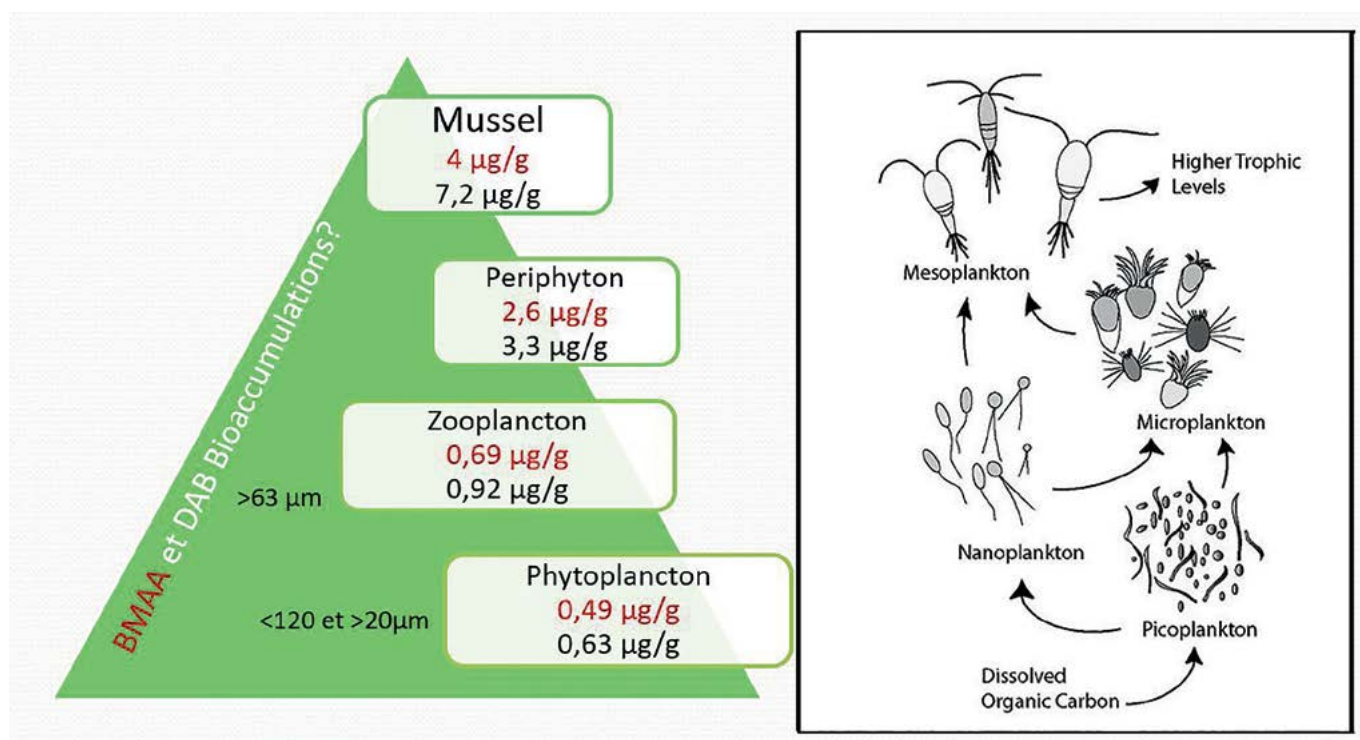 BMAA et DAB Bioaccumulations?
Mussel
4 µg/g
7,2 µg/g
Periphyton
2,6 µg/g
3,3 µg/g
Zooplancton
0,69 µg/g
0,92 µg/g
>63 µm
Phytoplancton
0,49 µg/g
0,63 µg/g
<120 et >20µm
Higher Trophic
Levels
Mesoplankton
Microplankton
Nanoplankton
Picoplankton
Dissolved
Organic Carbon